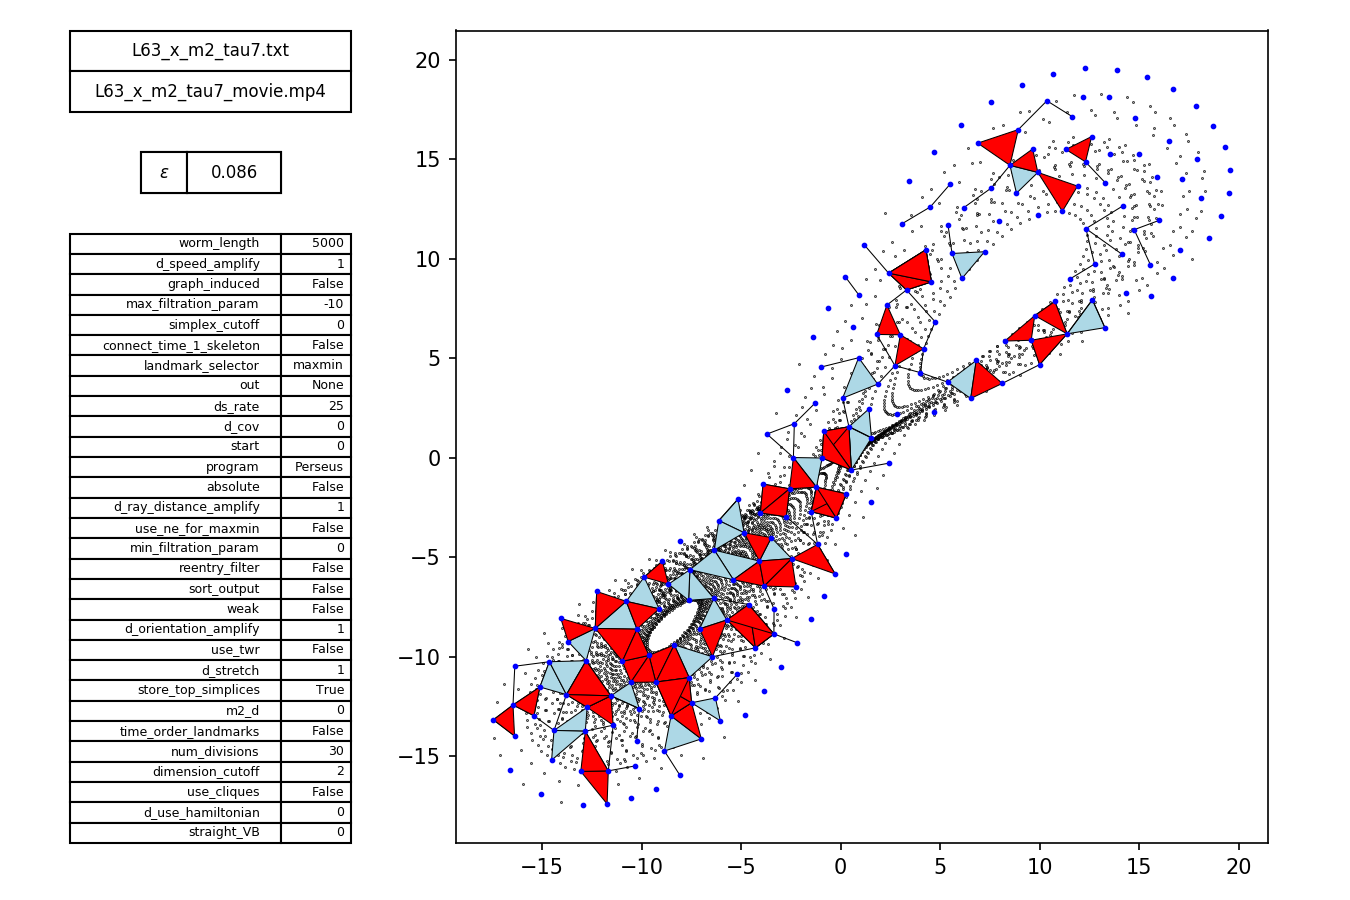 L63_x_m2_tau7.txt
L63_x_m2_tau7_movie.mp4
ε 0.086
worm_length 5000
d_speed_amplify 1
graph_induced False
max_filtration_param -10
simplex_cutoff 0
connect_time_1_skeleton False
landmark_selector maxmin
out None
ds_rate 25
d_cov 0
start 0
program Perseus
absolute False
d_ray_distance_amplify 1
use_ne_for_maxmin False
min_filtration_param 0
reentry_filter False
sort_output False
weak False
d_orientation_amplify 1
use_twr False
d_stretch 1
store_top_simplices True
m2_d 0
time_order_landmarks False
num_divisions 30
dimension_cutoff 2
use_cliques False
d_use_hamiltonian 0
straight_VB 0
20
15
10
5
0
−5
−10
−15
−15 −10 −5 0 5 10 15 20